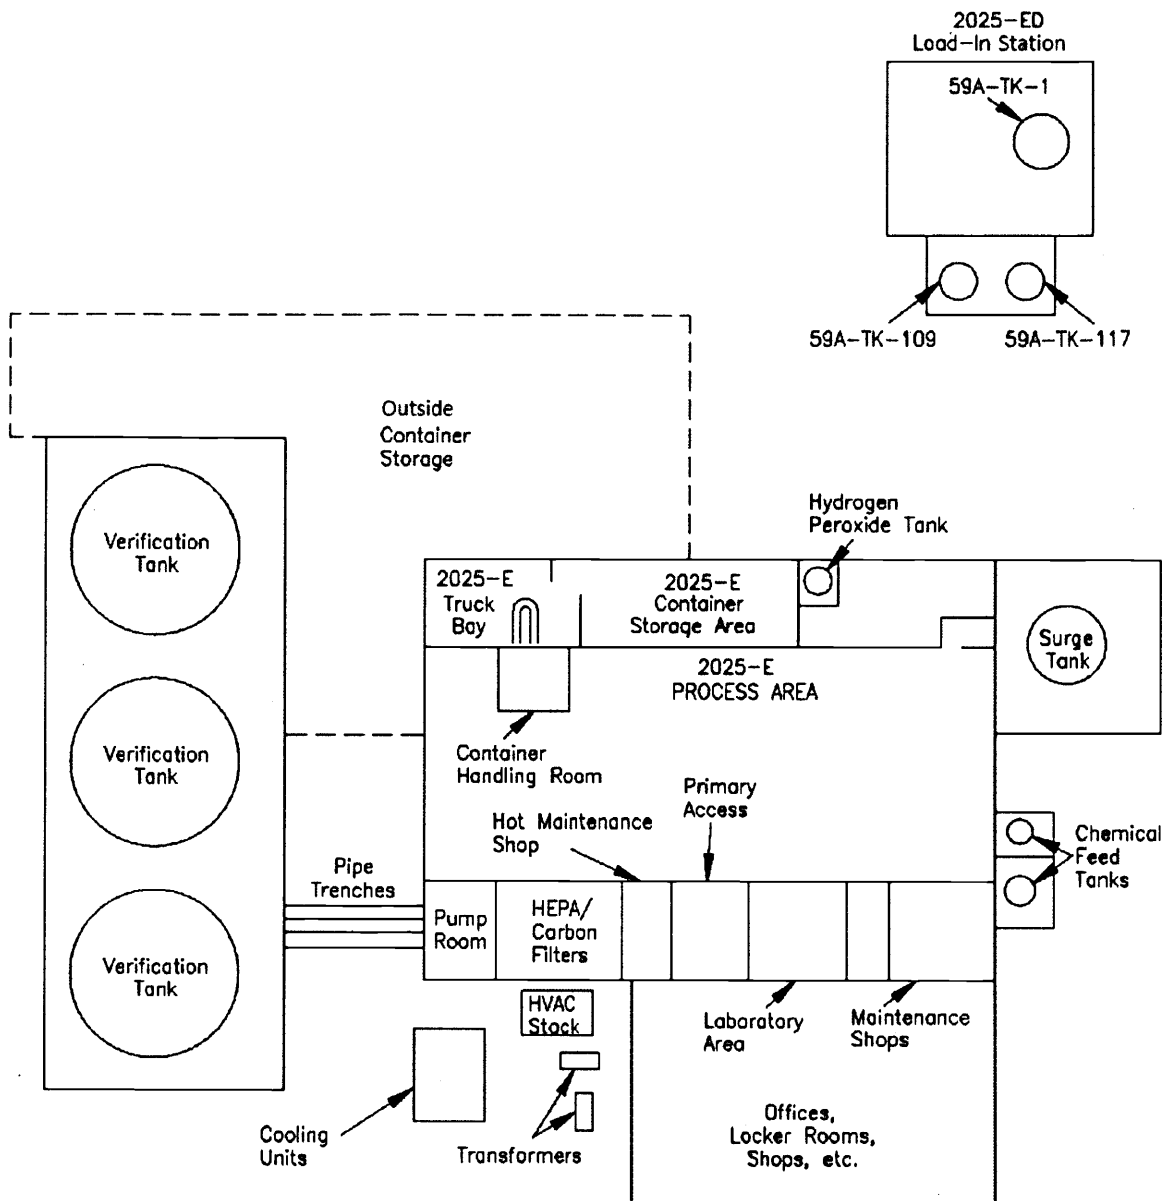 2025-ED
Load-In Station
59A-TK-1
59A-TK-109
59A-TK-117
Outside
Container
Storage
Hydrogen
Peroxide Tank
Verification
Tank
2025-E
Truck
Bay
2025-E
Container
Storage Area
Surge
Tank
2025-E
PROCESS AREA
Verification
Tank
Container
Handling Room
Primary
Access
Hot Maintenance
Shop
Chemical
Feed
Tanks
Pipe
Trenches
Pump
Room
HEPA/
Carbon
Filters
Verification
Tank
HVAC
Stock
Laboratary
Area
Maintenance
Shops
Cooling
Units
Transformers
Offices,
Locker Rooms,
Shops, etc.